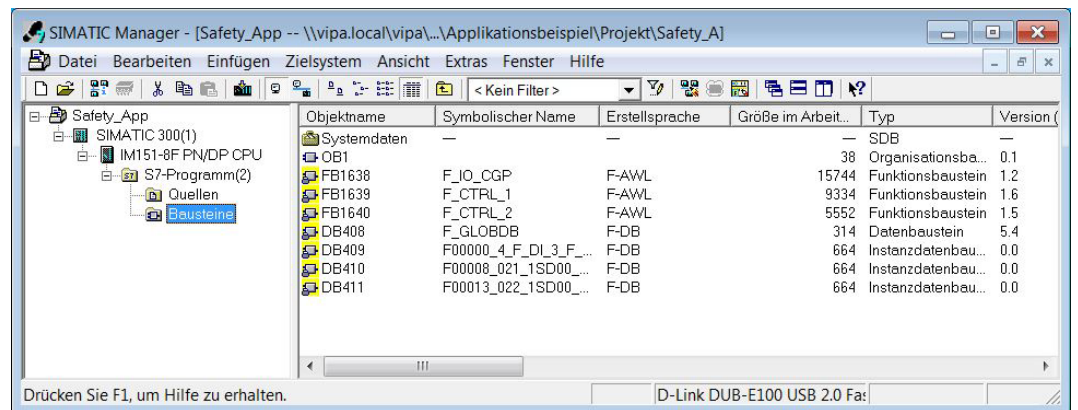 SIMATIC Manager - [Safety_App -- \\vipa.local\vipa\...\Applikationsbeispiel\Projekt\Safety_A]
Datei Bearbeiten Einfügen Zielsystem Ansicht Extras Fenster Hilfe
< Kein Filter >
Safety_App
SIMATIC 300(1)
IM151-8F PN/DP CPU
S7-Programm(2)
Quellen
Bausteine
Objektname Symbolischer Name Erstellsprache Größe im Arbeit... Typ Version (
Systemdaten — — — SDB —
OB1 38 Organisationsba... 0.1
FB1638 F_IO_CGP F-AWL 15744 Funktionsbaustein 1.2
FB1639 F_CTRL_1 F-AWL 9334 Funktionsbaustein 1.6
FB1640 F_CTRL_2 F-AWL 5552 Funktionsbaustein 1.5
DB408 F_GLOBDB F-DB 314 Datenbaustein 5.4
DB409 F00000_4_F_DI_3_F_... F-DB 664 Instanzdatenbau... 0.0
DB410 F00008_021_1SD00_... F-DB 664 Instanzdatenbau... 0.0
DB411 F00013_022_1SD00_... F-DB 664 Instanzdatenbau... 0.0
Drücken Sie F1, um Hilfe zu erhalten. D-Link DUB-E100 USB 2.0 Fas